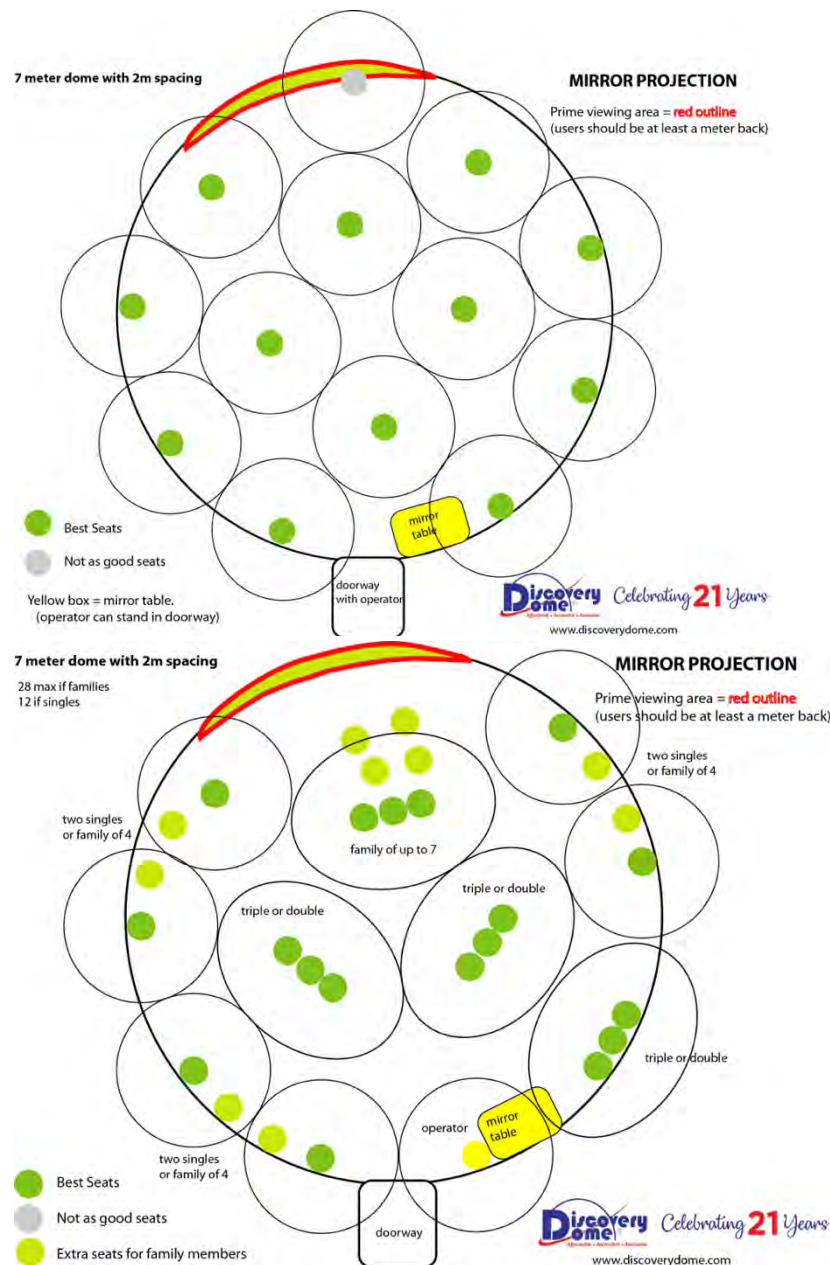 7 meter dome with 2m spacing
MIRROR PROJECTION
Prime viewing area = red outline
(users should be at least a meter back)
mirror
table
Best Seats
Not as good seats
doorway
with operator
Yellow box = mirror table.
(operator can stand in doorway)
Discovery
Dome
Celebrating 21 Years
www.discoverydome.com
7 meter dome with 2m spacing
28 max if families
12 if singles
MIRROR PROJECTION
Prime viewing area = red outline
(users should be at least a meter back)
two singles
or family of 4
two singles
or family of 4
family of up to 7
triple or double
triple or double
triple or double
operator
mirror
table
two singles
or family of 4
Best Seats
Not as good seats
Extra seats for family members
doorway
Discovery
Dome
Celebrating 21 Years
www.discoverydome.com